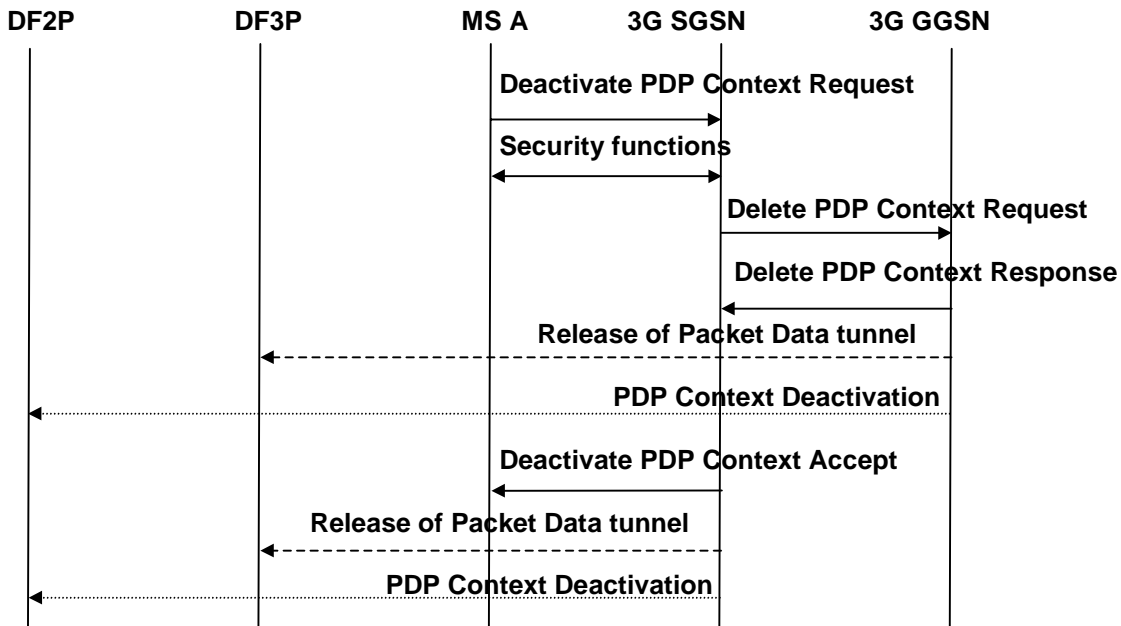 DF2P DF3P MS A 3G SGSN 3G GGSN
Deactivate PDP Context Request
Security functions
Delete PDP Context Request
Delete PDP Context Response
Release of Packet Data tunnel
PDP Context Deactivation
Deactivate PDP Context Accept
Release of Packet Data tunnel
PDP Context Deactivation